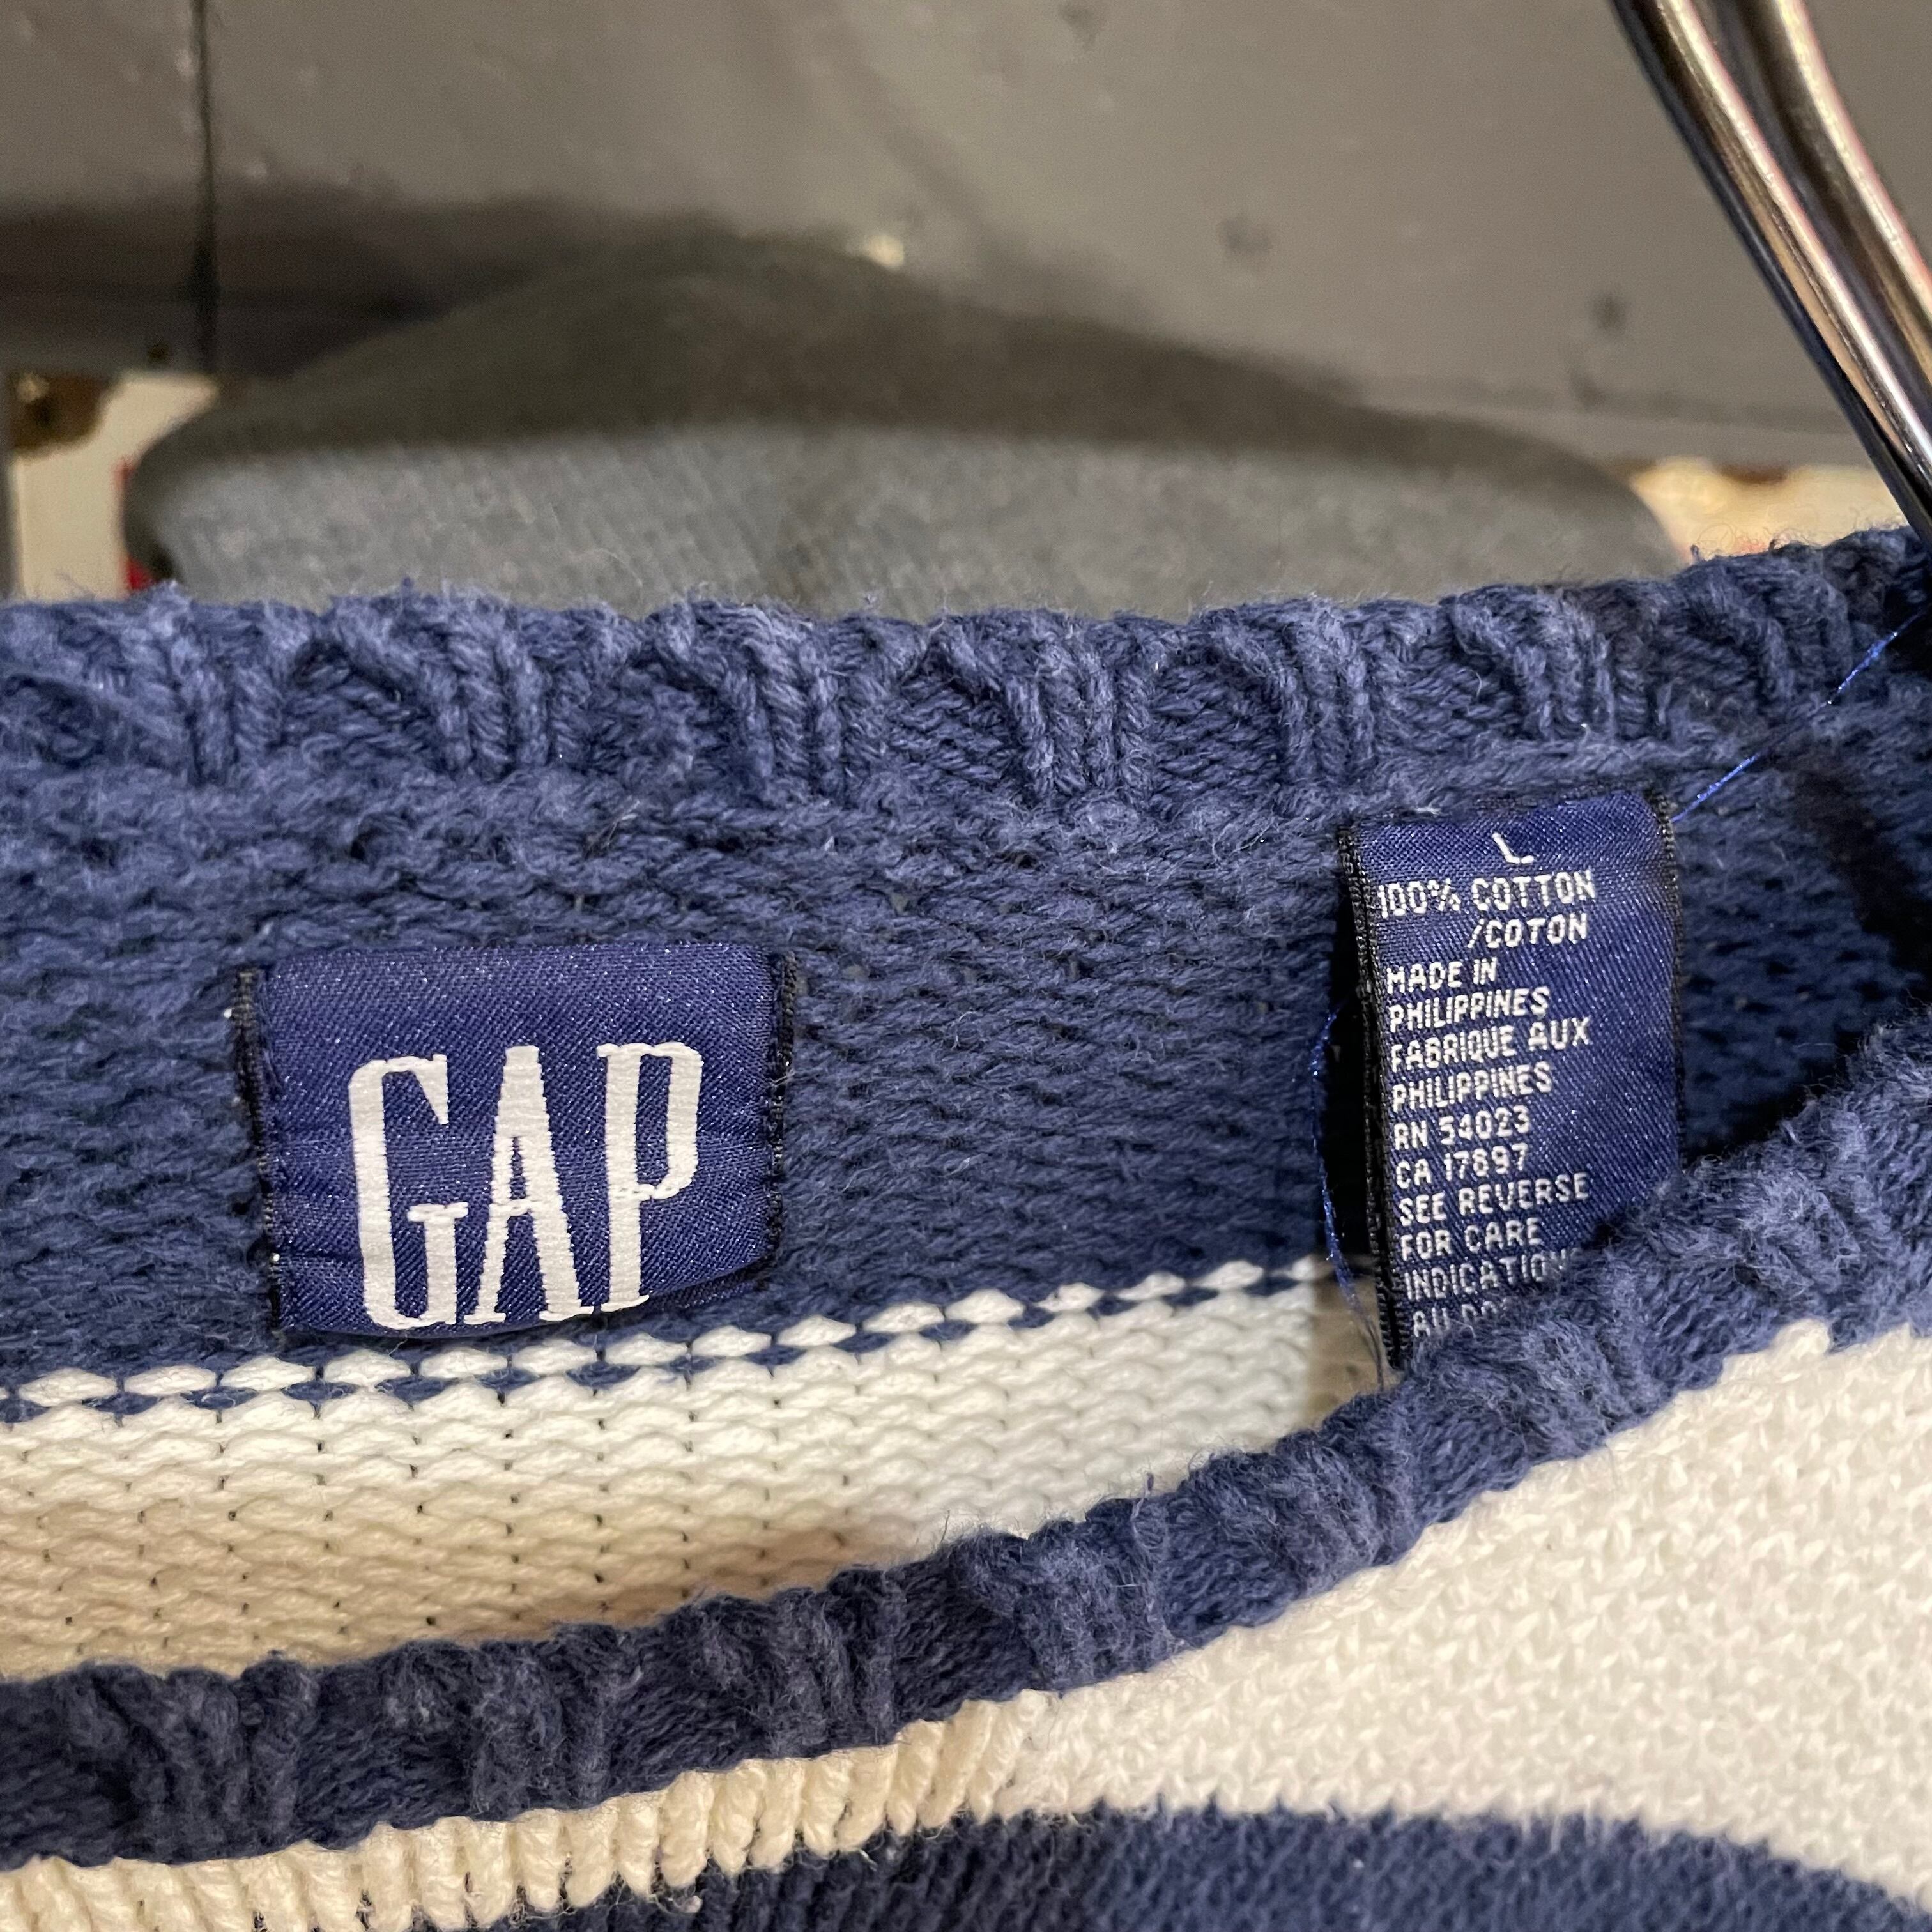 GAP
L
100% COTTON
/COTON
MADE IN
PHILIPPINES
FABRIQUE AUX
PHILIPPINES
RN 54023
CA 17897
SEE REVERSE
FOR CARE